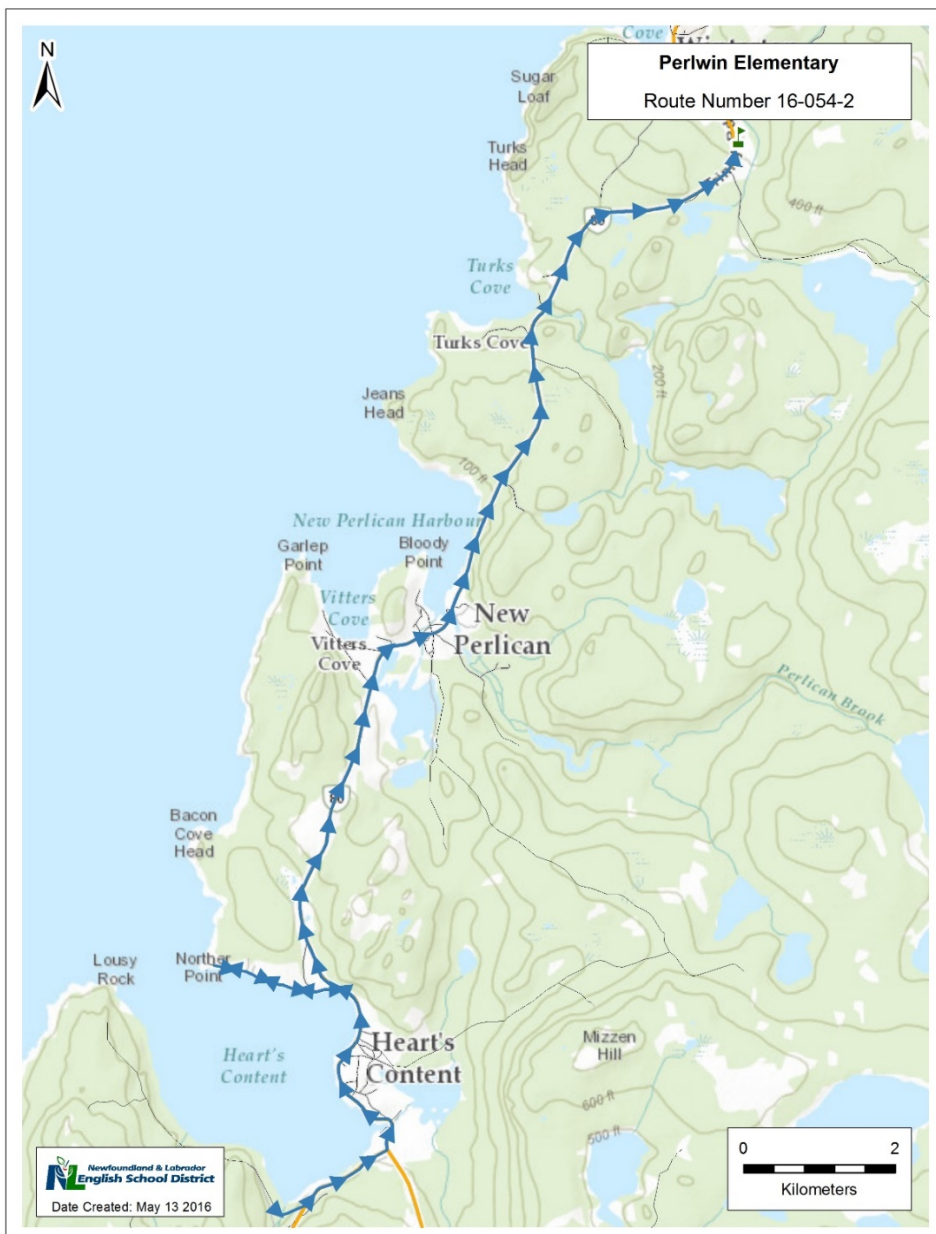 N
Cove
Perlwin Elementary
Route Number 16-054-2
Sugar
Loaf
Turks
Head
400 ft
80
Turks
Cove
Turks Cove
200 ft
Jeans
Head
100 ft
New Perlican Harbour
Garlep
Point
Bloody
Point
Vitters
Cove
New
Perlican
Vitters
Cove
Perlican
Brook
80
Bacon
Cove
Head
Lousy
Rock
Norther
Point
Heart's
Content
Heart's
Content
Mizzen
Hill
600 ft
500 ft
Newfoundland & Labrador
NL English School District
Date Created: May 13 2016
0 2
Kilometers